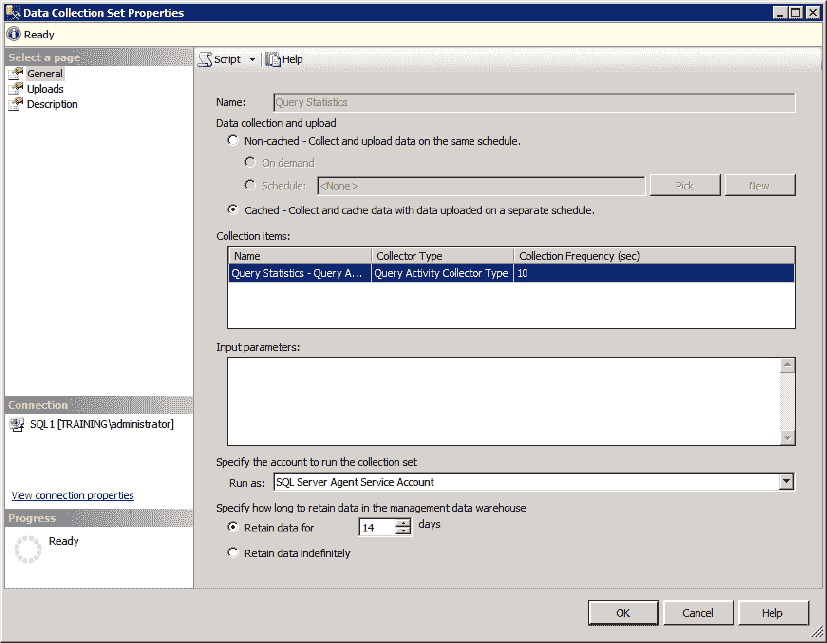 Data Collection Set Properties
Ready
Select a page
General
Uploads
Description
Script
Help
Name: Query Statistics
Data collection and upload
Non-cached - Collect and upload data on the same schedule.
On demand
Schedule: <None> Pick New
Cached - Collect and cache data with data uploaded on a separate schedule.
Collection items:
Name Collector Type Collection Frequency (sec)
Query Statistics - Query A... Query Activity Collector Type 10
Input parameters:
Connection
SQL1 [TRAINING\administrator]
View connection properties
Progress
Ready
Specify the account to run the collection set
Run as: SQL Server Agent Service Account
Specify how long to retain data in the management data warehouse
Retain data for 14 days
Retain data indefinitely
OK Cancel Help